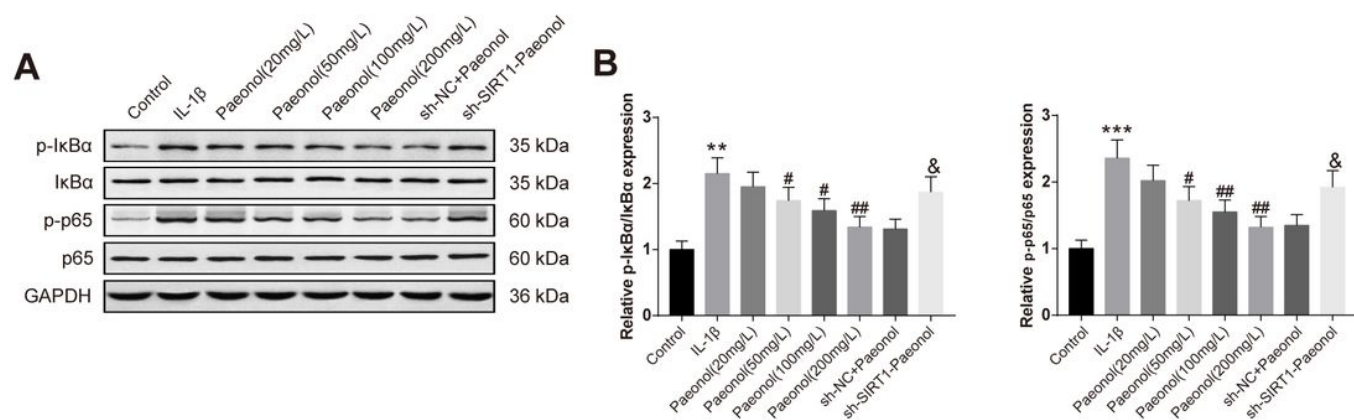 A
Control
IL-1β
Paeonol(20mg/L)
Paeonol(50mg/L)
Paeonol(100mg/L)
Paeonol(200mg/L)
sh-NC+Paeonol
sh-SIRT1-Paeonol
p-IκBα 35 kDa
IκBα 35 kDa
p-p65 60 kDa
p65 60 kDa
GAPDH 36 kDa
B
Relative p-IκBα/IκBα expression
3
2
1
0
**
#
#
##
&
Control
IL-1β
Paeonol(20mg/L)
Paeonol(50mg/L)
Paeonol(100mg/L)
Paeonol(200mg/L)
sh-NC+Paeonol
sh-SIRT1-Paeonol
Relative p-p65/p65 expression
3
2
1
0
***
#
##
##
&
Control
IL-1β
Paeonol(20mg/L)
Paeonol(50mg/L)
Paeonol(100mg/L)
Paeonol(200mg/L)
sh-NC+Paeonol
sh-SIRT1-Paeonol